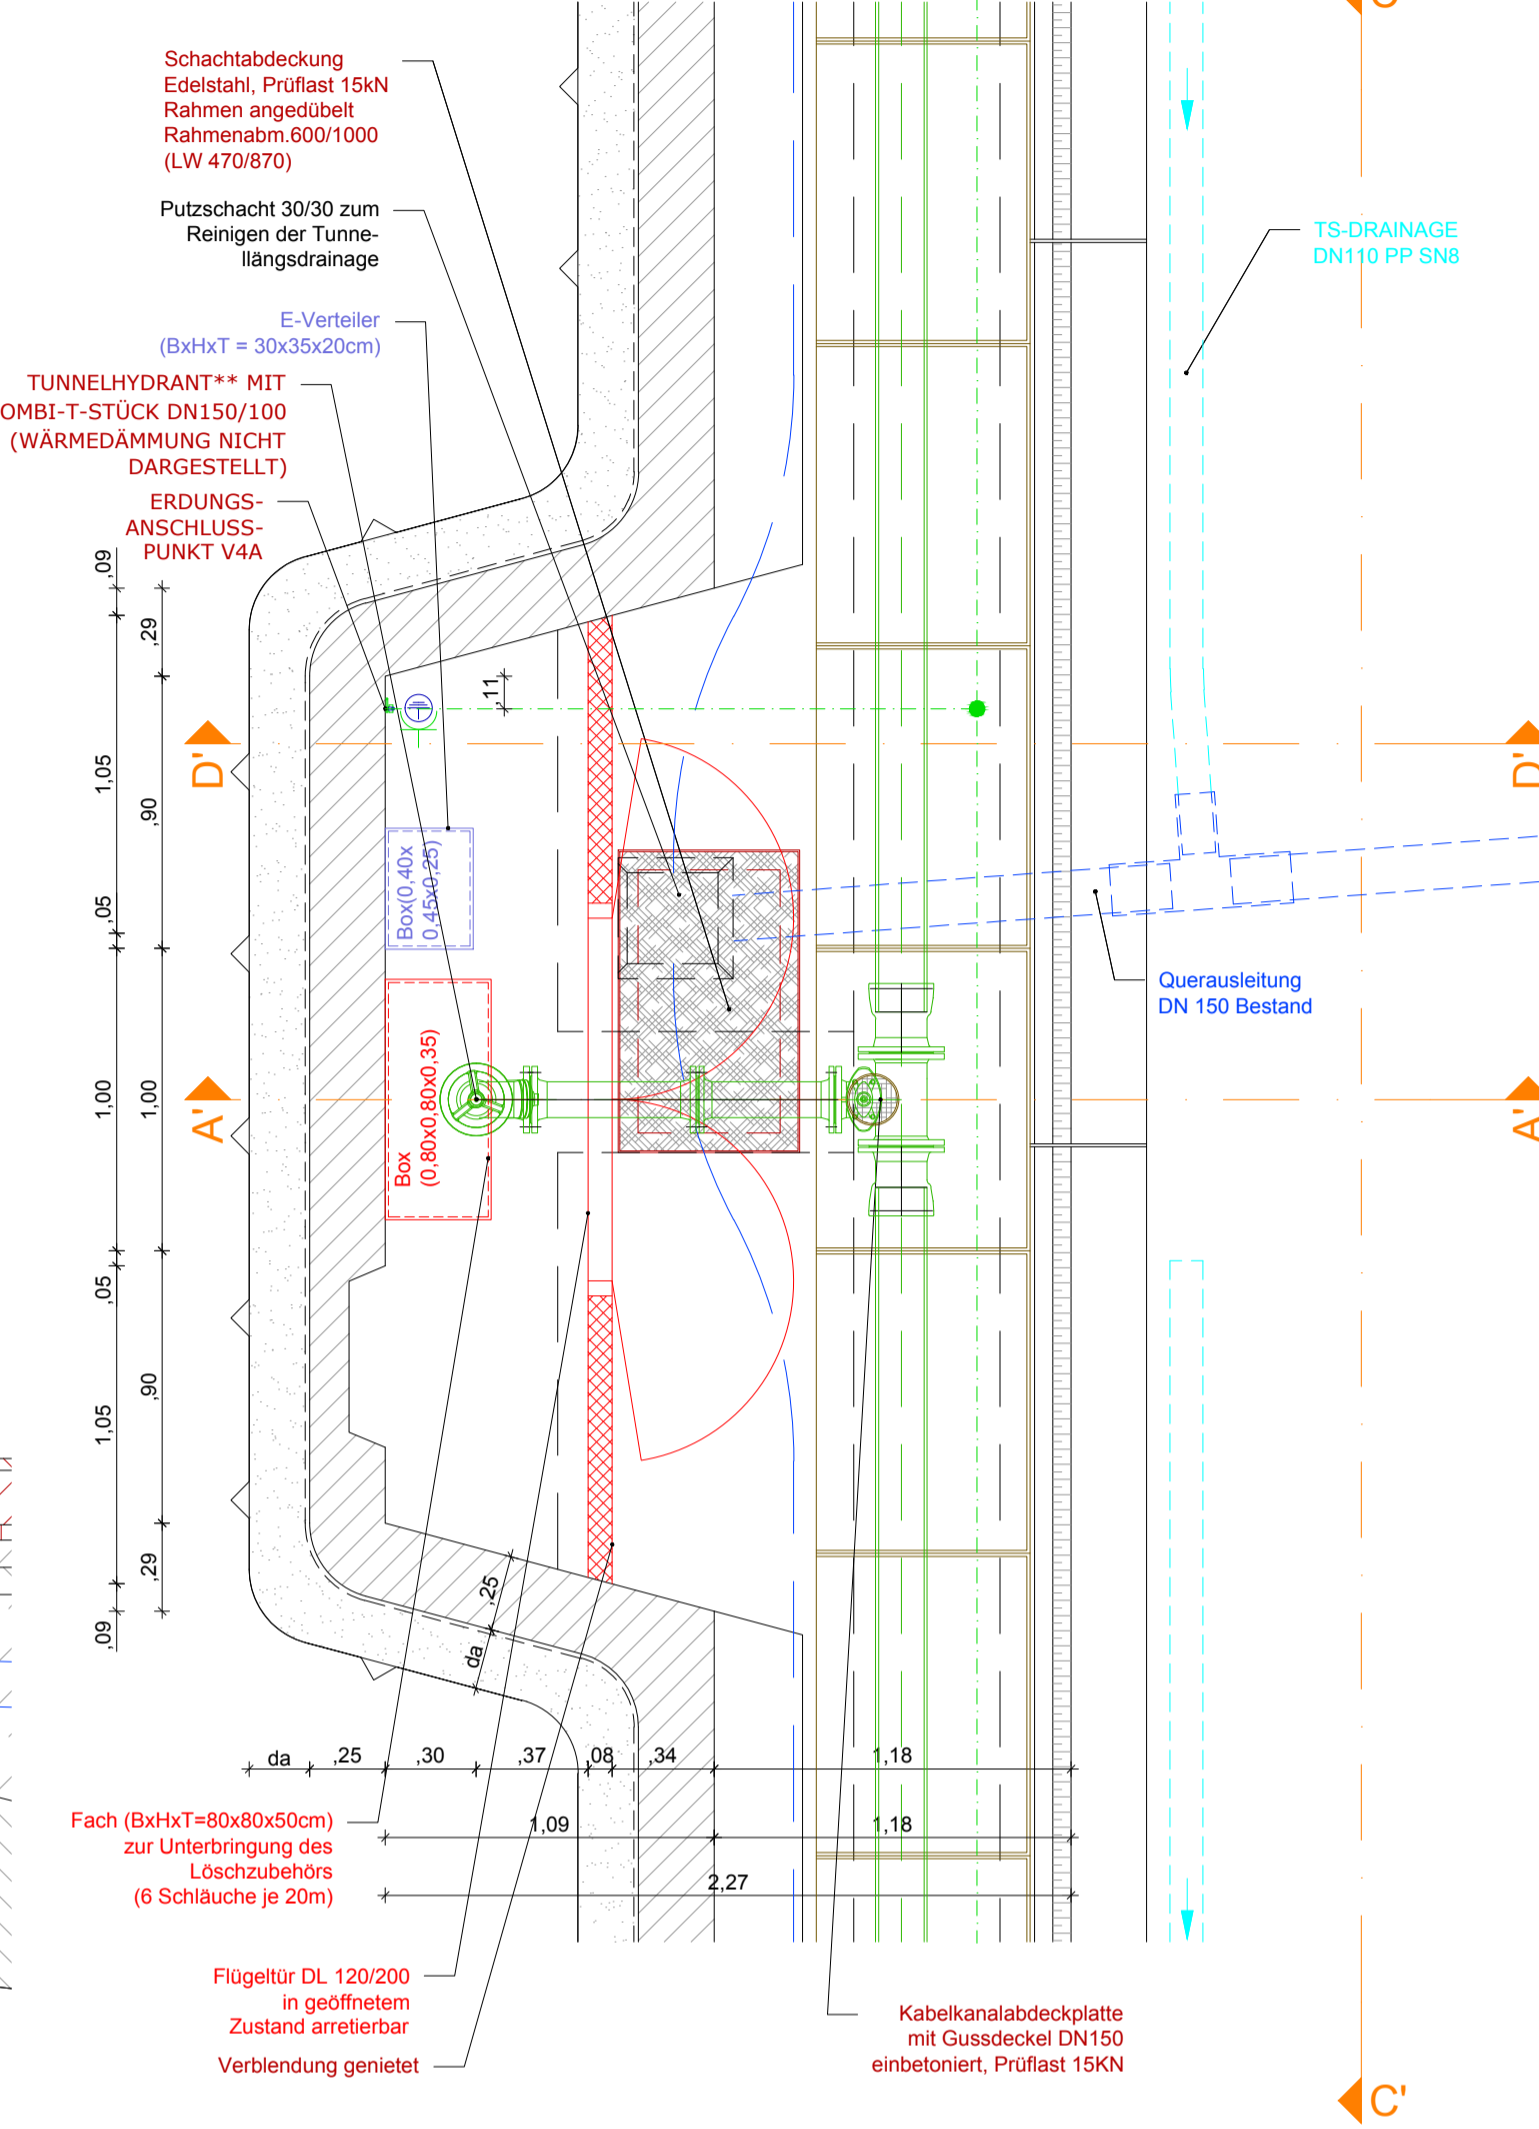 Schachtabdeckung
Edelstahl, Prüflast 15kN
Rahmen angedübelt
Rahmenabm.600/1000
(LW 470/870)
Putzschacht 30/30 zum
Reinigen der Tunne-
llängsdrainage
E-Verteiler
(BxHxT = 30x35x20cm)
TUNNELHYDRANT** MIT
OMBI-T-STÜCK DN150/100
(WÄRMEDÄMMUNG NICHT
DARGESTELLT)
ERDUNGS-
ANSCHLUSS-
PUNKT V4A
TS-DRAINAGE
DN110 PP SN8
,09
,29
,11
1,05
,90
,05
1,00
1,00
,05
,90
1,05
,29
,09
D'
D'
A'
A'
Box(0,40x
0,45x0,25)
Box
(0,80x0,80x0,35)
Querausleitung
DN 150 Bestand
,25
da
da
,25
,30
,37
,08
,34
1,18
1,09
1,18
2,27
Fach (BxHxT=80x80x50cm)
zur Unterbringung des
Löschzubehörs
(6 Schläuche je 20m)
Flügeltür DL 120/200
in geöffnetem
Zustand arretierbar
Verblendung genietet
Kabelkanalabdeckplatte
mit Gussdeckel DN150
einbetoniert, Prüflast 15KN
C'